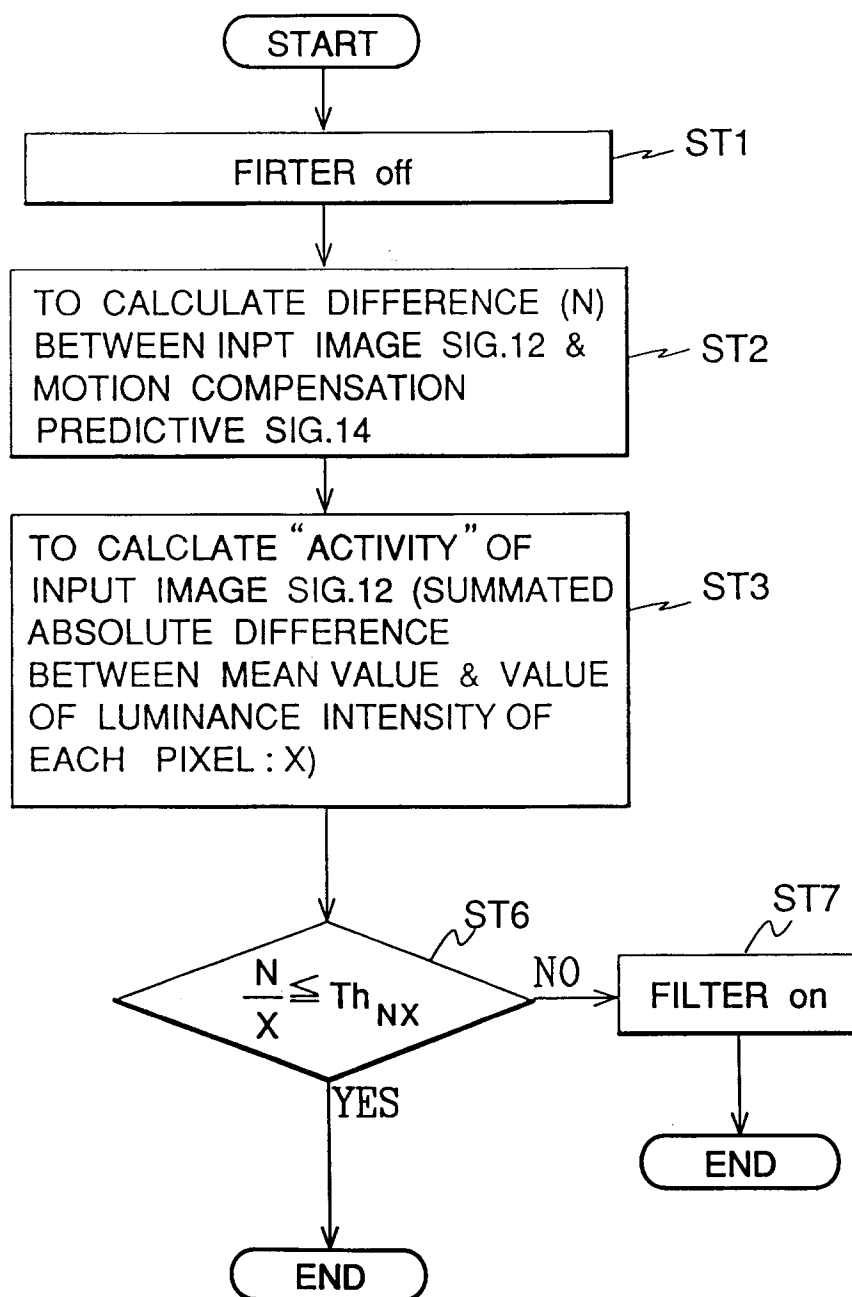 START
FIRTER off
ST1
TO CALCULATE DIFFERENCE (N)
BETWEEN INPT IMAGE SIG.12 &
MOTION COMPENSATION
PREDICTIVE SIG.14
ST2
TO CALCLATE “ACTIVITY” OF
INPUT IMAGE SIG.12 (SUMMATED
ABSOLUTE DIFFERENCE
BETWEEN MEAN VALUE & VALUE
OF LUMINANCE INTENSITY OF
EACH PIXEL : X)
ST3
N
X
≦ Th NX
ST6
NO
YES
ST7
FILTER on
END
END